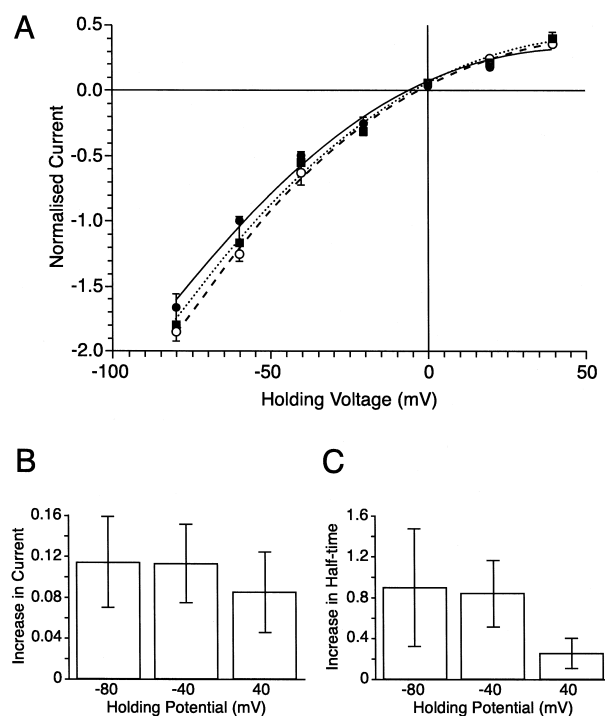 A
0.5
0.0
-0.5
-1.0
-1.5
-2.0
Normalised Current
-100
-50
0
50
Holding Voltage (mV)
B
0.16
0.12
0.08
0.04
0
Increase in Current
-80
-40
40
Holding Potential (mV)
C
1.6
1.2
0.8
0.4
0
Increase in Half-time
-80
-40
40
Holding Potential (mV)